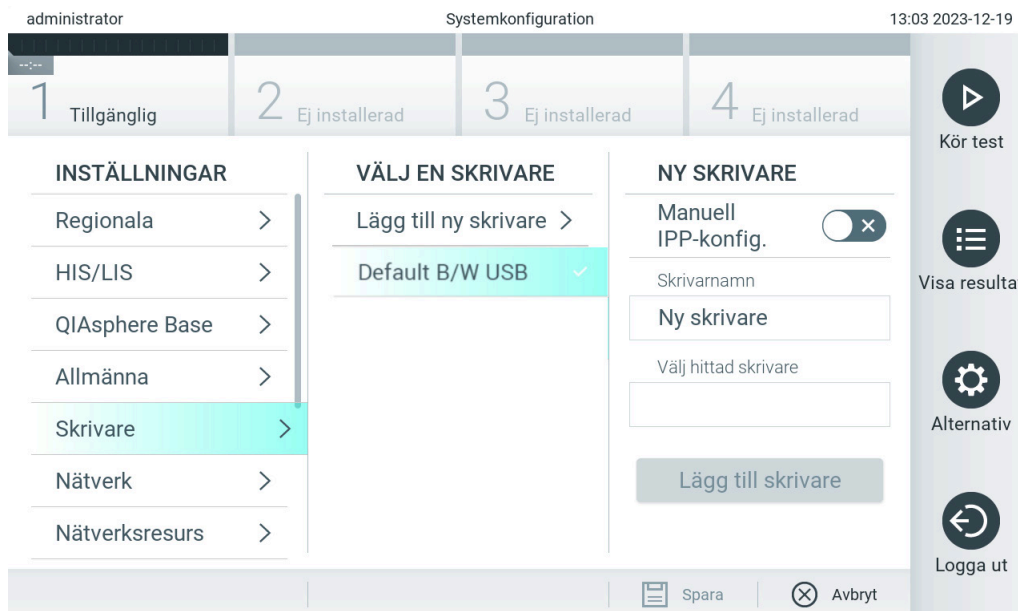 administrator
Systemkonfiguration
13:03 2023-12-19
--:--
1 Tillgänglig
2 Ej installerad
3 Ej installerad
4 Ej installerad
Kör test
Visa resulta
Alternativ
Logga ut
INSTÄLLNINGAR
Regionala
HIS/LIS
QIAsphere Base
Allmänna
Skrivare
Nätverk
Nätverksresurs
VÄLJ EN SKRIVARE
Lägg till ny skrivare
Default B/W USB
NY SKRIVARE
Manuell
IPP-konfig.
Skrivarnamn
Ny skrivare
Välj hittad skrivare
Lägg till skrivare
Spara
Avbryt